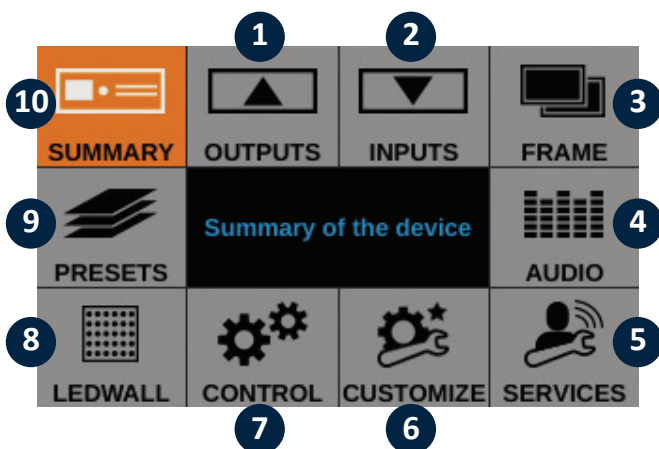 1 2
10 3
SUMMARY OUTPUTS INPUTS FRAME
9 Summary of the device 4
PRESETS AUDIO
8 5
LEDWALL CONTROL CUSTOMIZE SERVICES
7 6